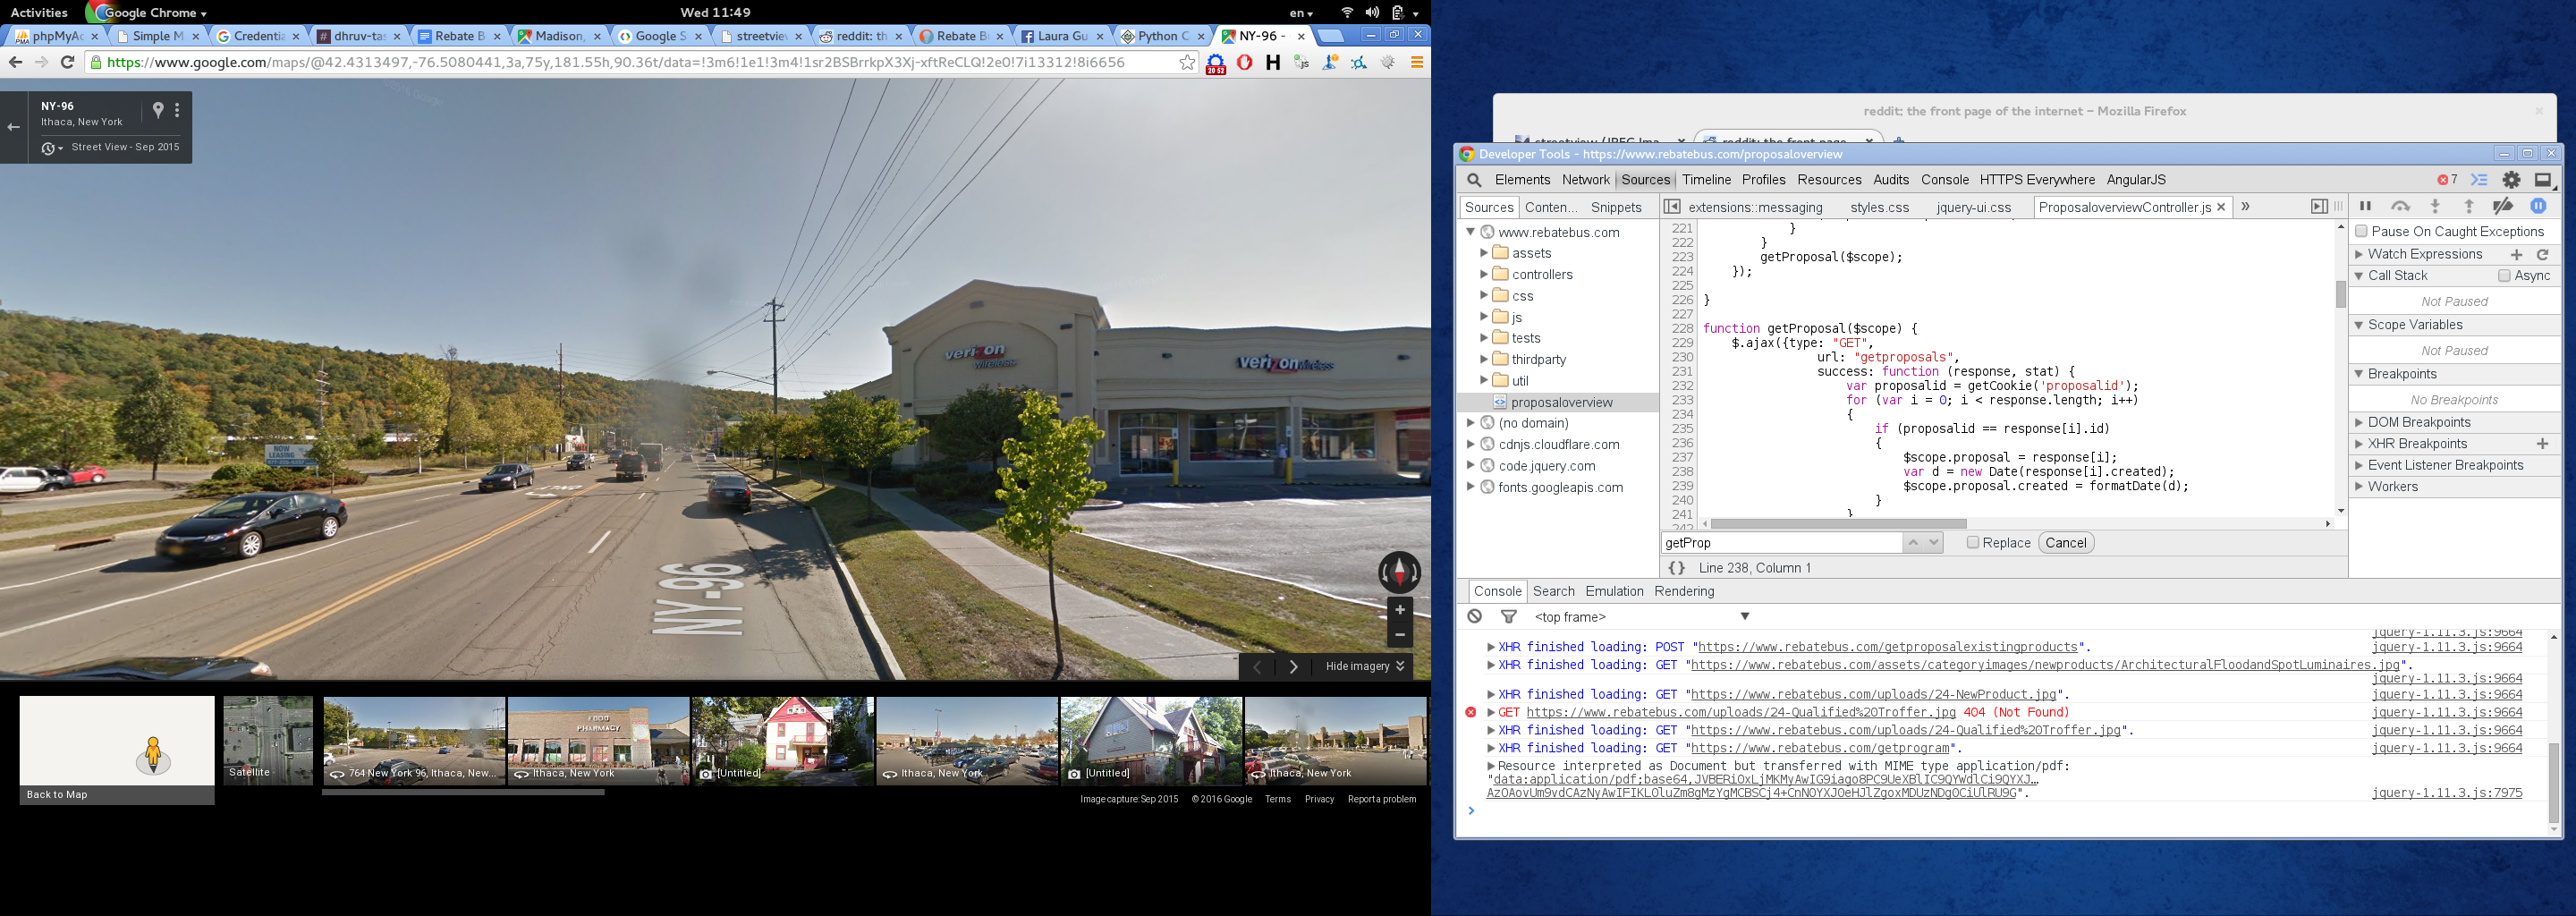 Activities
Google Chrome
Wed 11:49
en
phpMyAc
Simple M
Credentia
dhruv-tas
Rebate B
Madison,
Google S
streetview
reddit: th
Rebate Bu
Laura Gu
Python C
NY-96 -
https://www.google.com/maps/@42.4313497,-76.5080441,3a,75y,181.55h,90.36t/data=!3m6!1e1!3m4!1sr2BSBrrkpX3Xj-xftReCLQ!2e0!7i13312!8i6656
20 52
H
js
NY-96
Ithaca, New York
Street View - Sep 2015
verizon
wireless
verizon wireless
NOW
LEASING
NY-96
Hide imagery
Back to Map
Satellite
764 New York 96, Ithaca, New...
FOOD
PHARMACY
Ithaca, New York
[Untitled]
Ithaca, New York
[Untitled]
Ithaca, New York
Image capture: Sep 2015 © 2016 Google Terms Privacy Report a problem
reddit: the front page of the internet – Mozilla Firefox
streetview (JPEG Ima...
reddit: the front page
Developer Tools - https://www.rebatebus.com/proposaloverview
Elements Network Sources Timeline Profiles Resources Audits Console HTTPS Everywhere AngularJS
7
Sources Conten... Snippets
extensions::messaging styles.css jquery-ui.css ProposaloverviewController.js
www.rebatebus.com
assets
controllers
css
js
tests
thirdparty
util
proposaloverview
(no domain)
cdnjs.cloudflare.com
code.jquery.com
fonts.googleapis.com
221 }
222 }
223 getProposal($scope);
224 });
225
226 }
227
228 function getProposal($scope) {
229 $.ajax({type: "GET",
230 url: "getproposals",
231 success: function (response, stat) {
232 var proposalid = getCookie('proposalid');
233 for (var i = 0; i < response.length; i++)
234 {
235 if (proposalid == response[i].id)
236 {
237 $scope.proposal = response[i];
238 var d = new Date(response[i].created);
239 $scope.proposal.created = formatDate(d);
240 }
241 }
242
getProp
Replace Cancel
{} Line 238, Column 1
Pause On Caught Exceptions
Watch Expressions
Call Stack Async
Not Paused
Scope Variables
Not Paused
Breakpoints
No Breakpoints
DOM Breakpoints
XHR Breakpoints
Event Listener Breakpoints
Workers
Console Search Emulation Rendering
<top frame>
jquery-1.11.3.js:9664
XHR finished loading: POST "https://www.rebatebus.com/getproposalexistingproducts". jquery-1.11.3.js:9664
XHR finished loading: GET "https://www.rebatebus.com/assets/categoryimages/newproducts/ArchitecturalFloodandSpotLuminaires.jpg".
jquery-1.11.3.js:9664
XHR finished loading: GET "https://www.rebatebus.com/uploads/24-NewProduct.jpg". jquery-1.11.3.js:9664
GET https://www.rebatebus.com/uploads/24-Qualified%20Troffer.jpg 404 (Not Found) jquery-1.11.3.js:9664
XHR finished loading: GET "https://www.rebatebus.com/uploads/24-Qualified%20Troffer.jpg". jquery-1.11.3.js:9664
XHR finished loading: GET "https://www.rebatebus.com/getprogram". jquery-1.11.3.js:9664
Resource interpreted as Document but transferred with MIME type application/pdf:
"data:application/pdf;base64,JVBERi0xLjMKMyAwIG9iago8PC9UeXBlIC9QYWdlCi9QYXJ…
AzOAovUm9vdCAzNyAwIFIKL0luZm8gMzYgMCBSCj4+CnN0YXJ0eHJlZgoxMDUzNDg0CiUlRU9G". jquery-1.11.3.js:7975